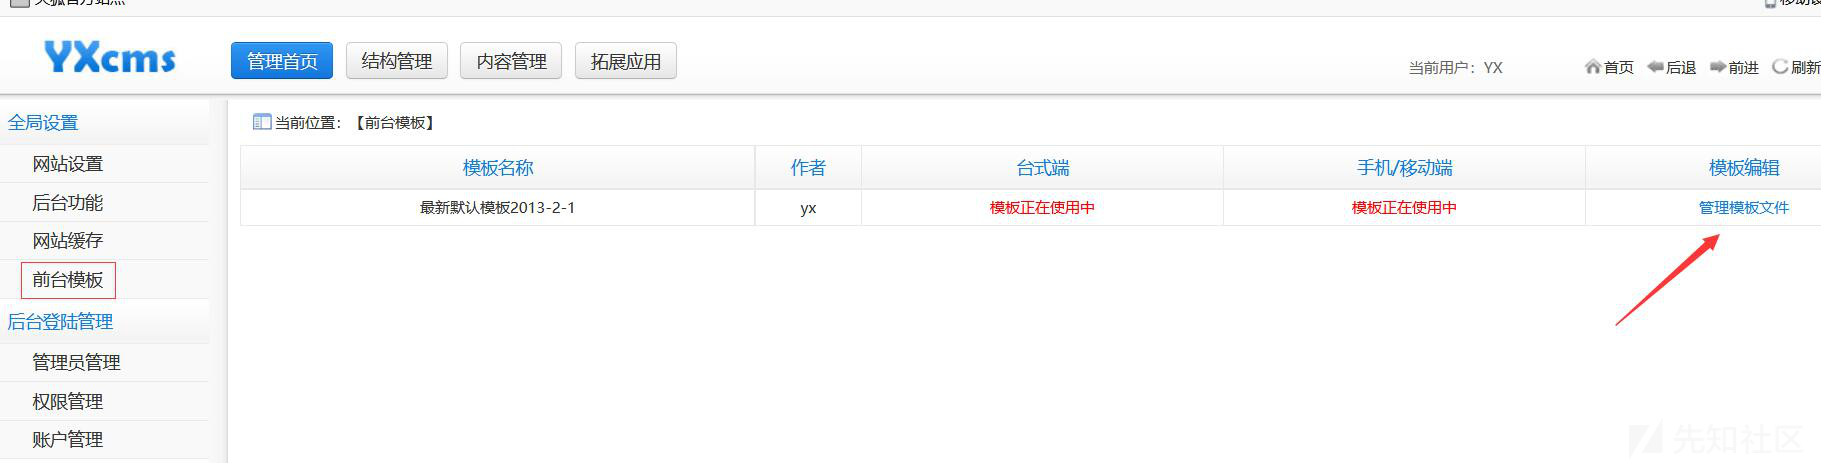 YXcms
管理首页 结构管理 内容管理 拓展应用
当前用户：YX 首页 后退 前进 刷新
全局设置
网站设置
后台功能
网站缓存
前台模板
后台登陆管理
管理员管理
权限管理
账户管理
当前位置：【前台模板】
模板名称 作者 台式端 手机/移动端 模板编辑
最新默认模板2013-2-1 yx 模板正在使用中 模板正在使用中 管理模板文件
先知社区